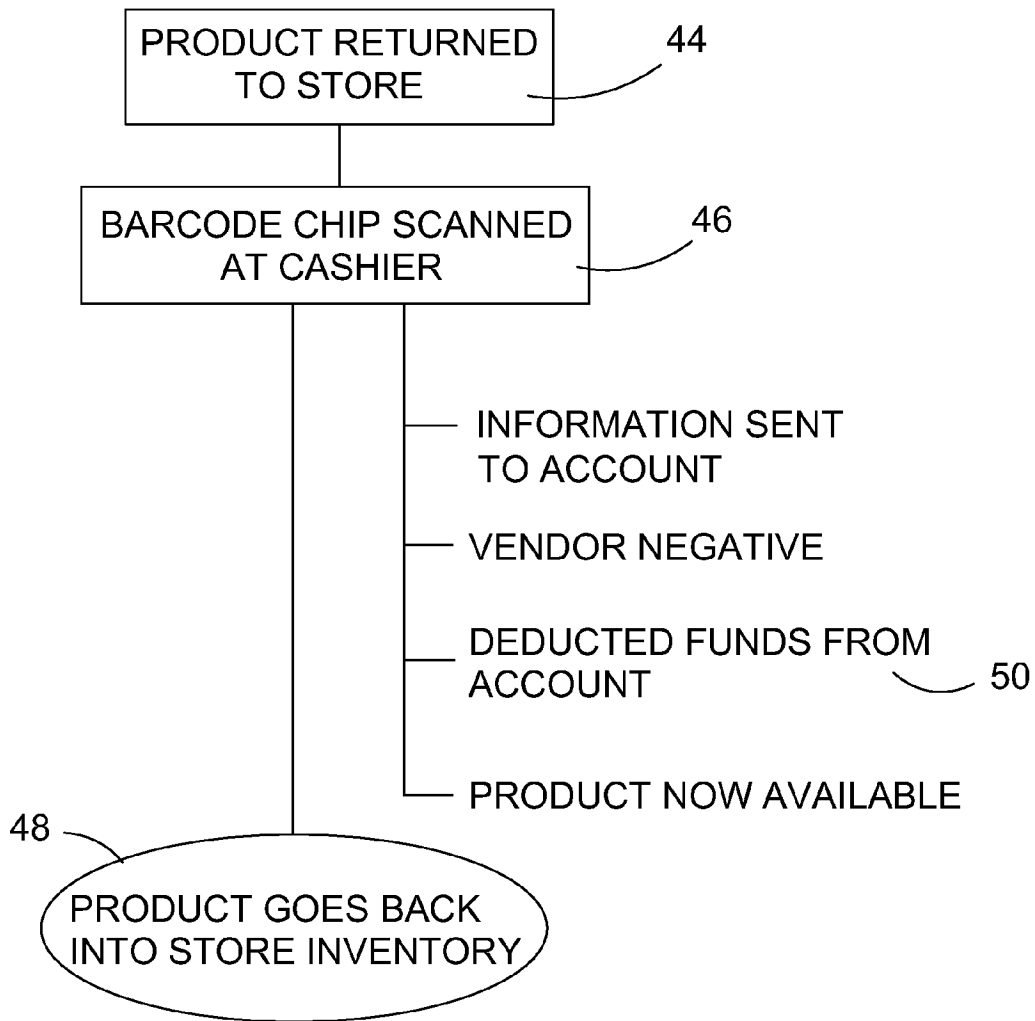 PRODUCT RETURNED
TO STORE
44
BARCODE CHIP SCANNED
AT CASHIER
46
INFORMATION SENT
TO ACCOUNT
VENDOR NEGATIVE
DEDUCTED FUNDS FROM
ACCOUNT
50
PRODUCT NOW AVAILABLE
48
PRODUCT GOES BACK
INTO STORE INVENTORY